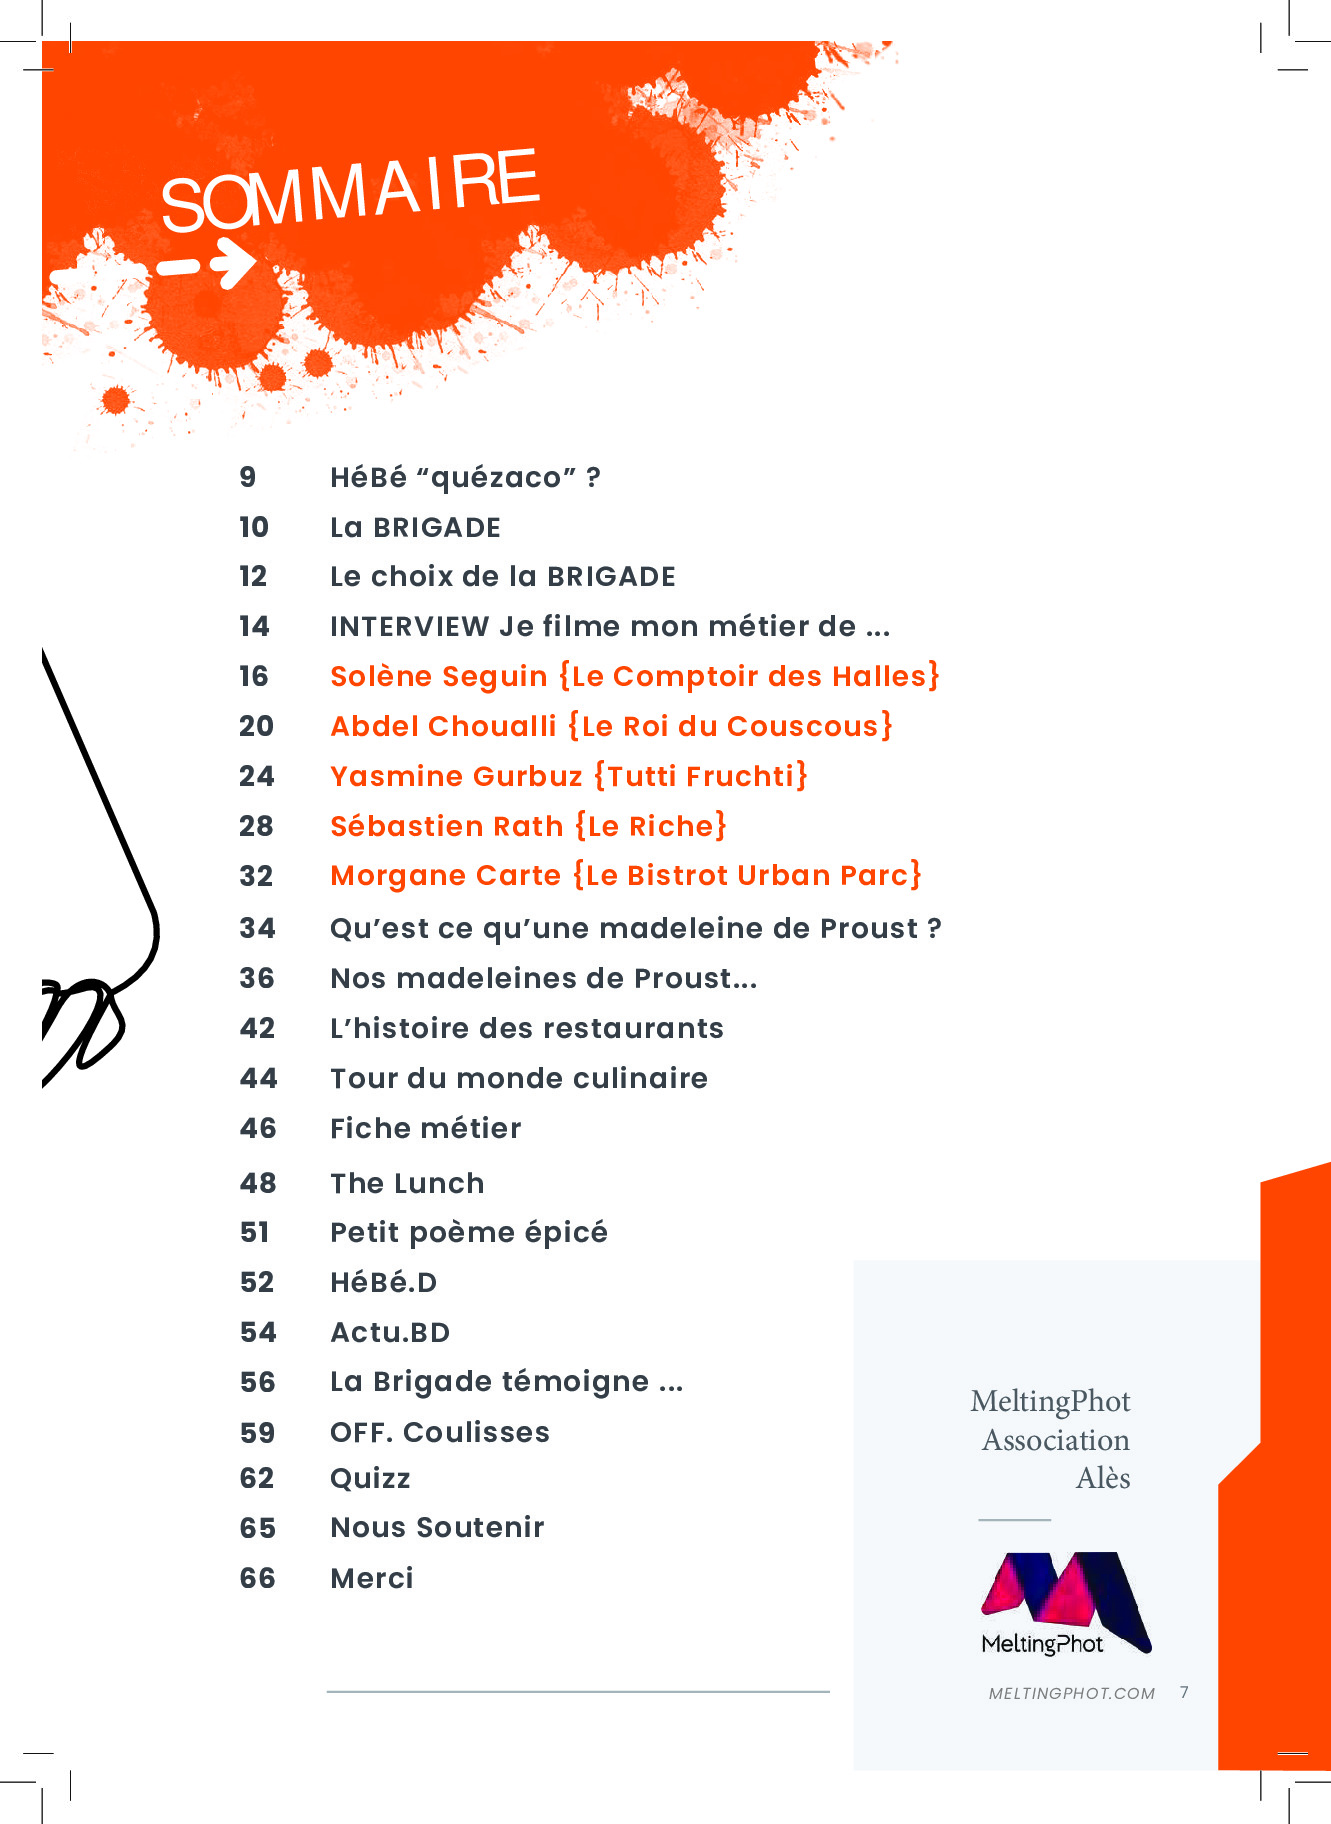 SOMMAIRE
9 HéBé “quézaco” ?
10 La BRIGADE
12 Le choix de la BRIGADE
14 INTERVIEW Je filme mon métier de ...
16 Solène Seguin {Le Comptoir des Halles}
20 Abdel Choualli {Le Roi du Couscous}
24 Yasmine Gurbuz {Tutti Fruchti}
28 Sébastien Rath {Le Riche}
32 Morgane Carte {Le Bistrot Urban Parc}
34 Qu’est ce qu’une madeleine de Proust ?
36 Nos madeleines de Proust...
42 L’histoire des restaurants
44 Tour du monde culinaire
46 Fiche métier
48 The Lunch
51 Petit poème épicé
52 HéBé.D
54 Actu.BD
56 La Brigade témoigne ...
59 OFF. Coulisses
62 Quizz
65 Nous Soutenir
66 Merci
MeltingPhot
Association
Alès
MeltingPhot
MELTINGPHOT.COM 7